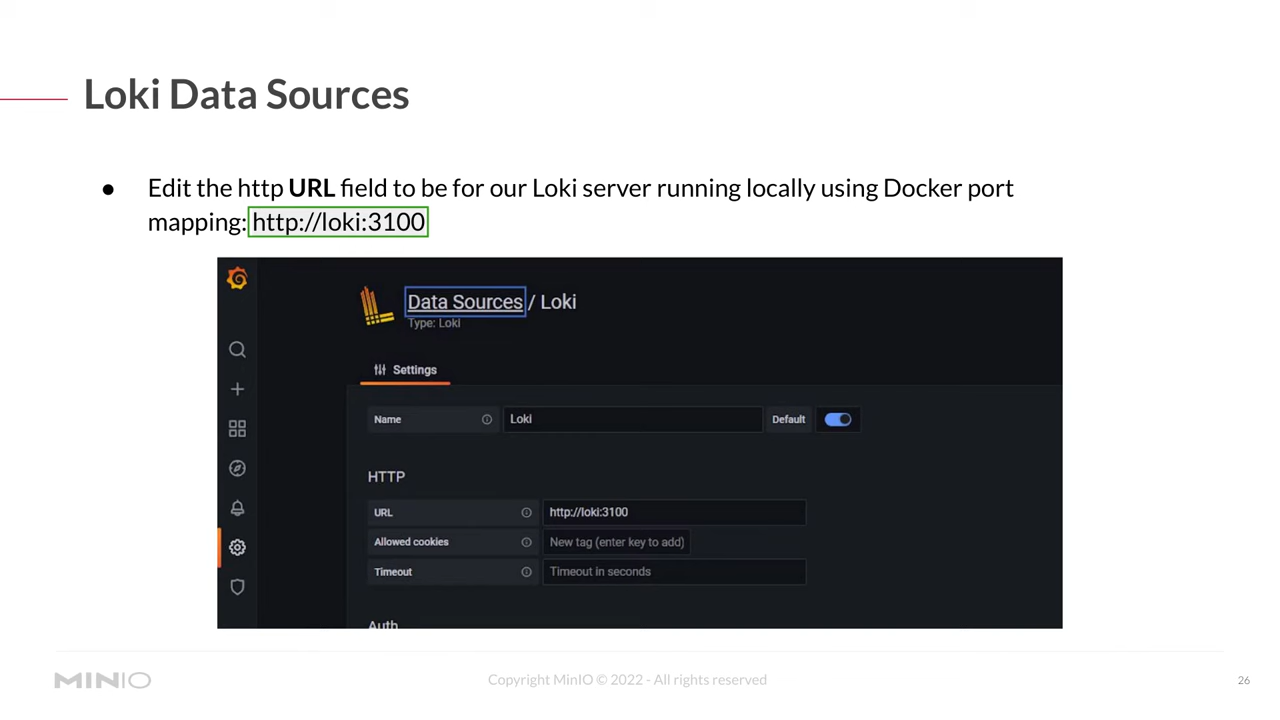 Loki Data Sources
● Edit the http URL field to be for our Loki server running locally using Docker port
mapping: http://loki:3100
Data Sources / Loki
Type: Loki
Settings
Name Loki Default
HTTP
URL http://loki:3100
Allowed cookies New tag (enter key to add)
Timeout Timeout in seconds
Auth
MINIO Copyright MinIO © 2022 - All rights reserved 26